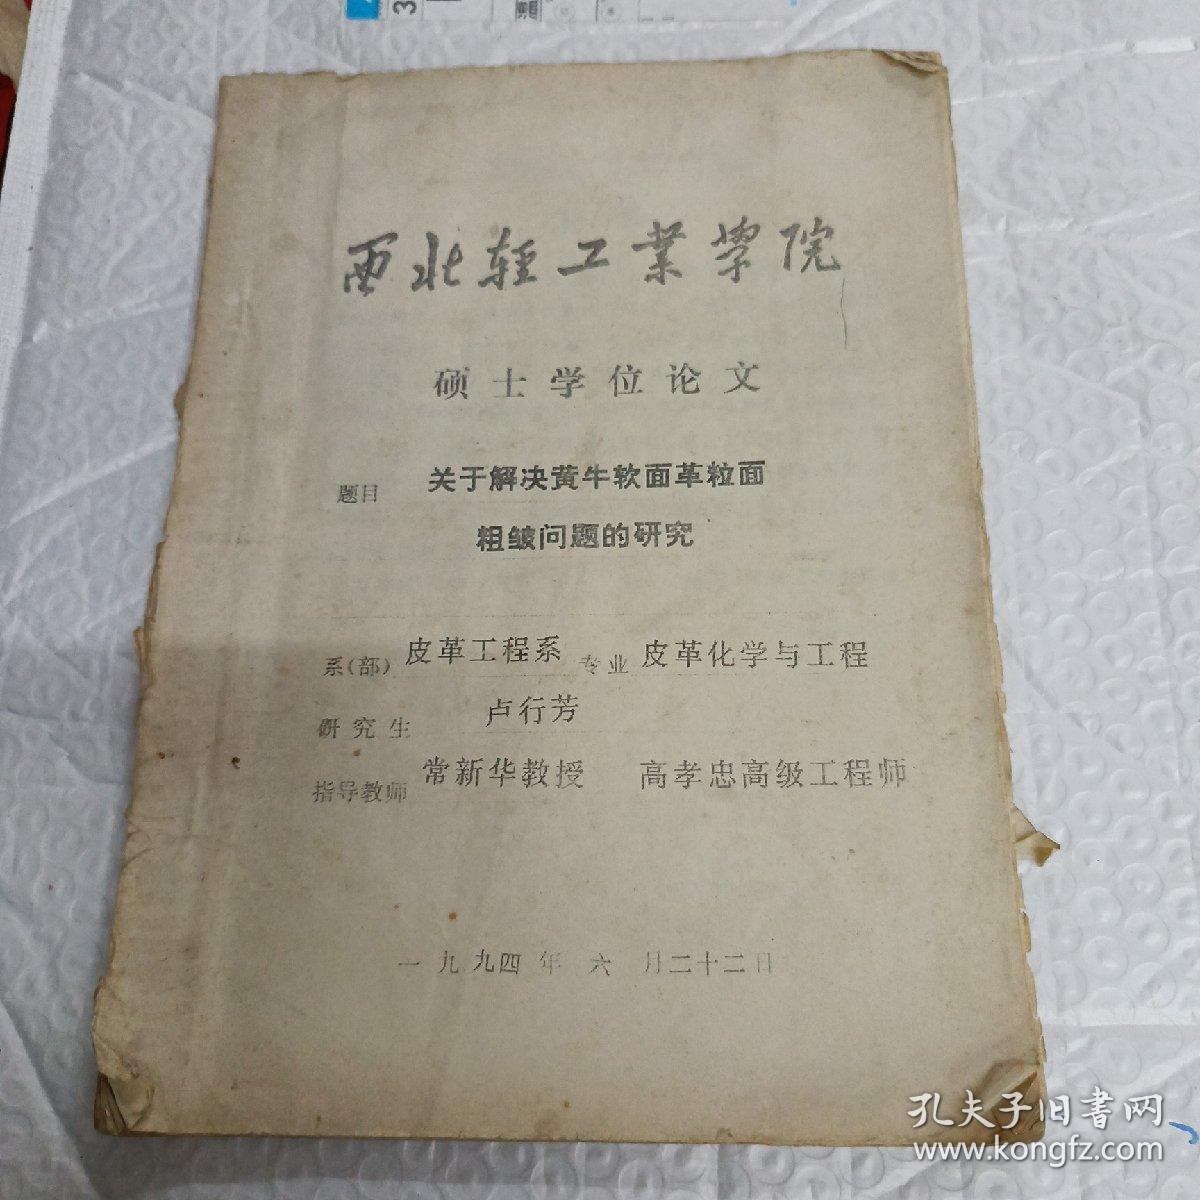 西北轻工业学院
硕士学位论文
题目 关于解决黄牛软面革粒面
粗皱问题的研究
系(部) 皮革工程系 专业 皮革化学与工程
研究生 卢行芳
指导教师 常新华教授 高孝忠高级工程师
一九九四年六月二十二日
孔夫子旧书网
www.kongfz.com